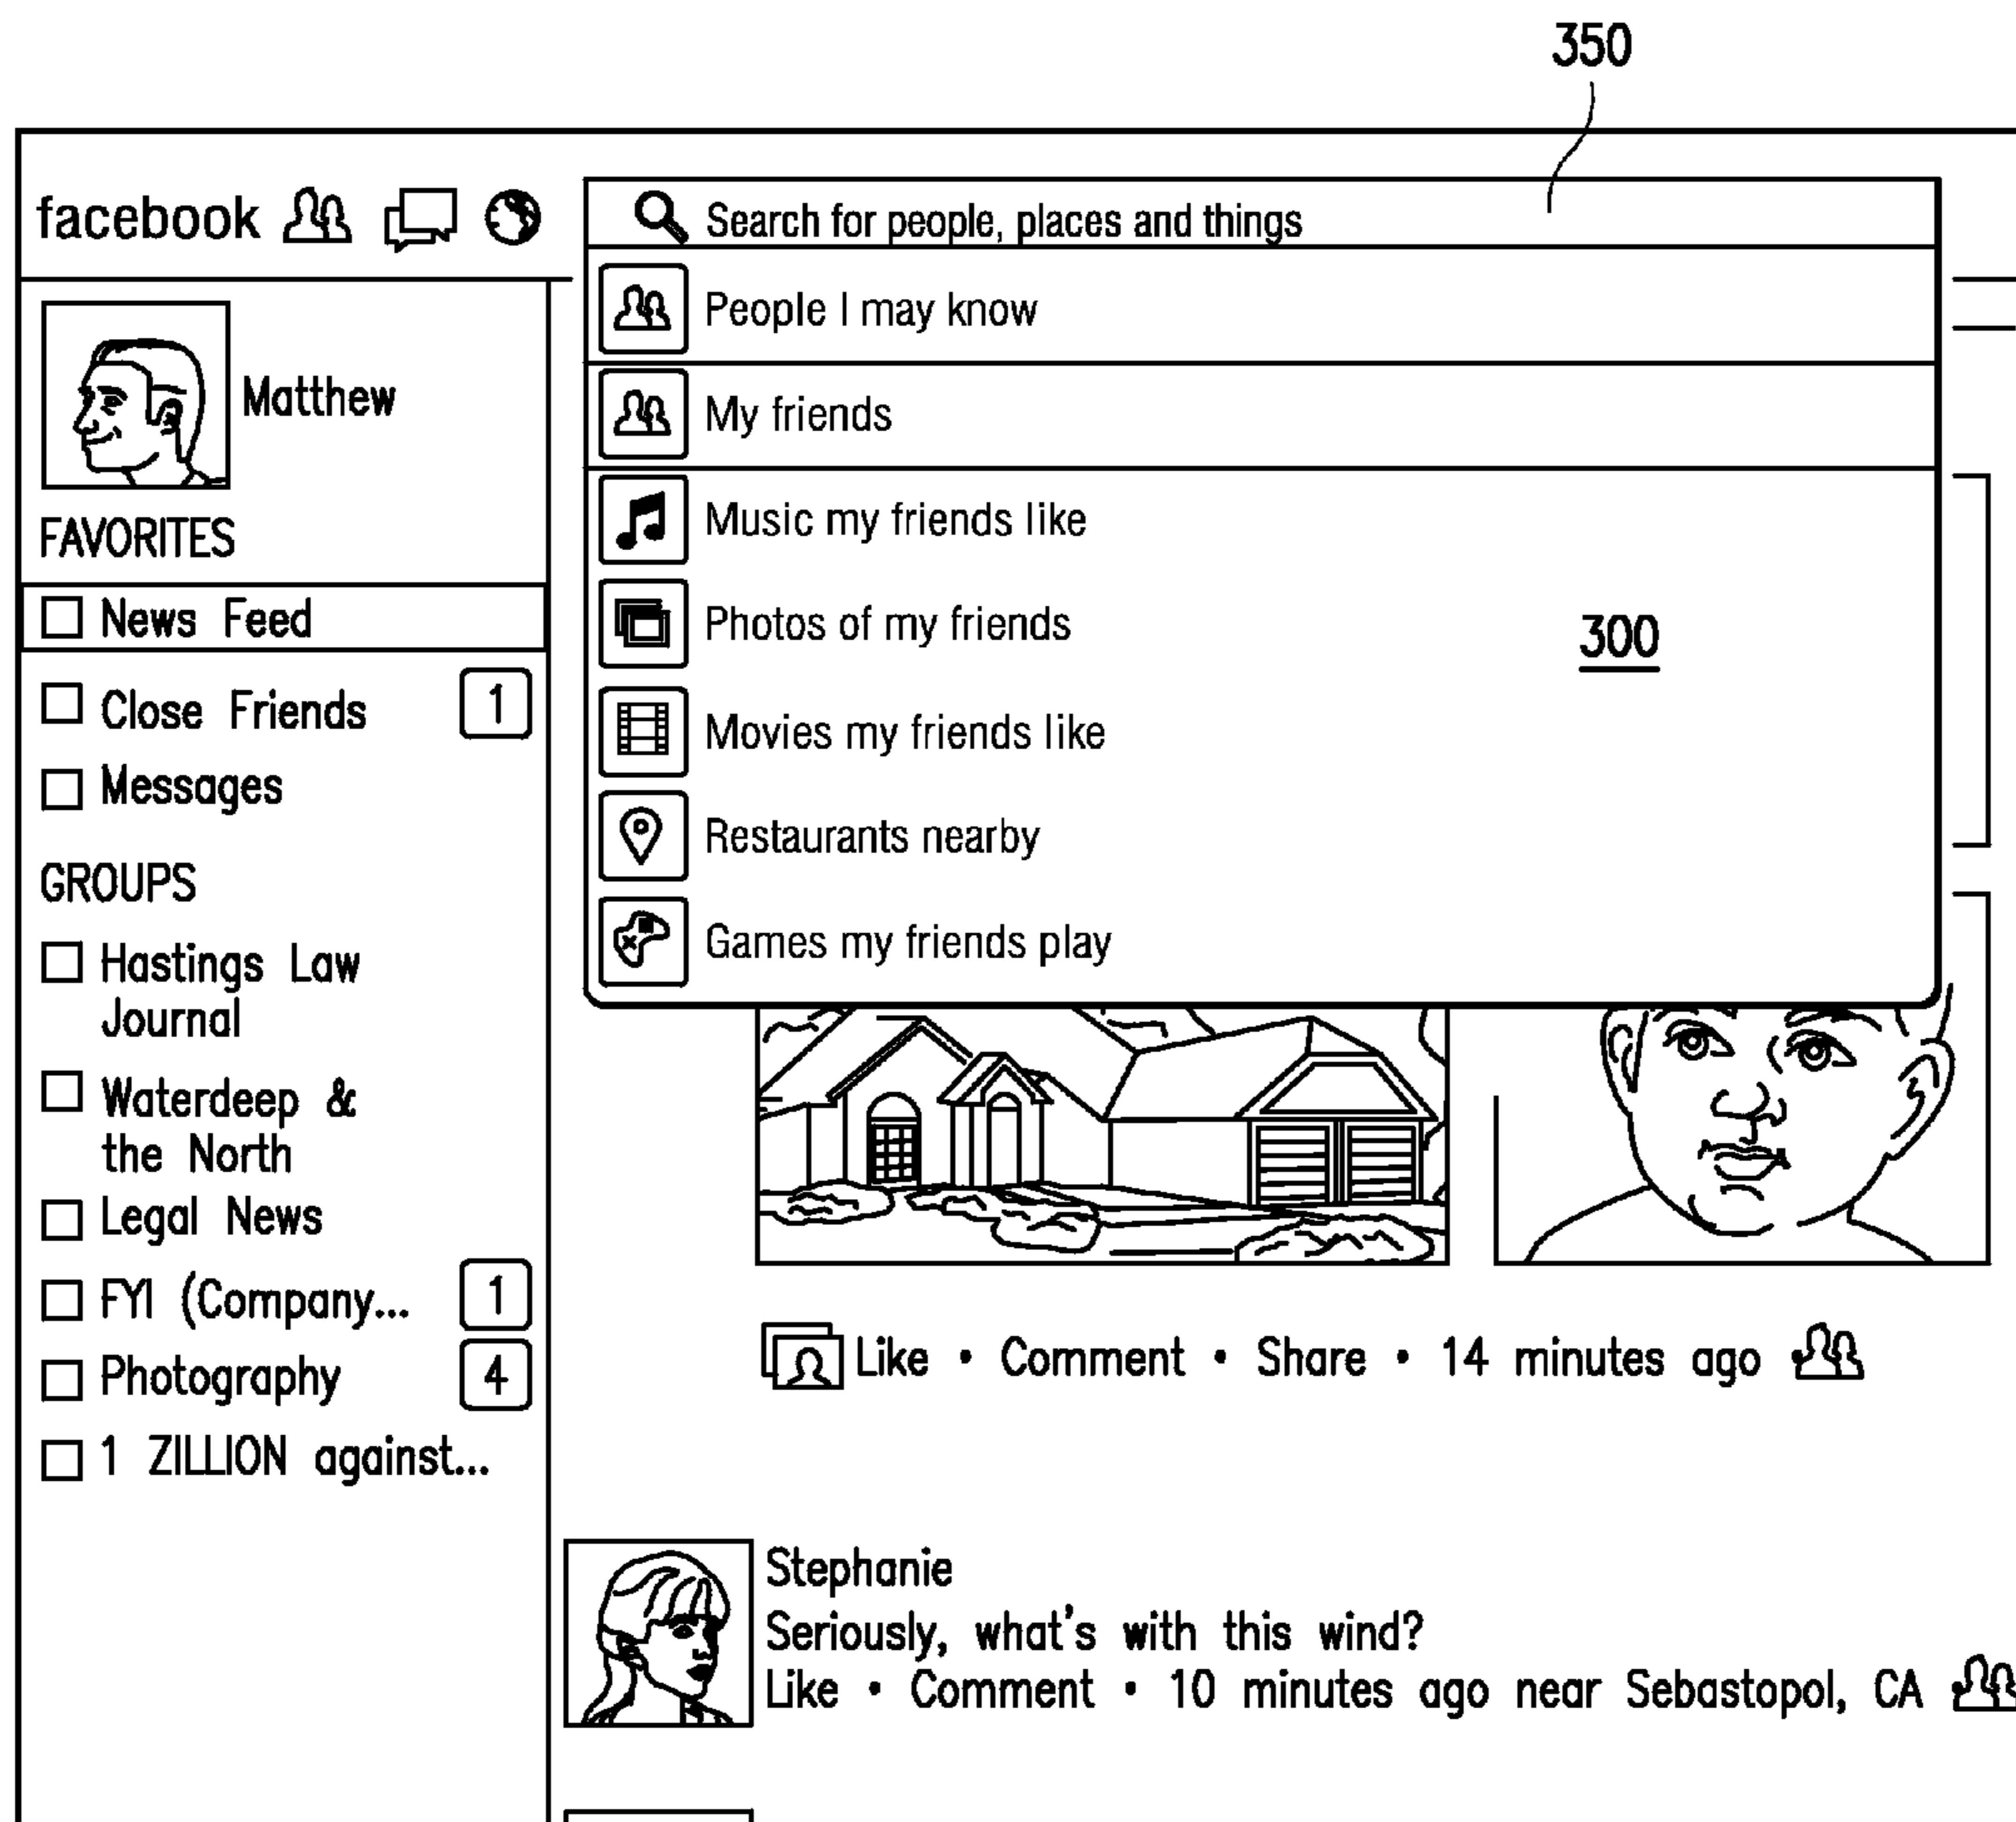 350
facebook
Search for people, places and things
People I may know
My friends
Music my friends like
Photos of my friends
300
Movies my friends like
Restaurants nearby
Games my friends play
Matthew
FAVORITES
News Feed
Close Friends 1
Messages
GROUPS
Hastings Law
Journal
Waterdeep &
the North
Legal News
FYI (Company... 1
Photography 4
1 ZILLION against...
Like • Comment • Share • 14 minutes ago
Stephanie
Seriously, what's with this wind?
Like • Comment • 10 minutes ago near Sebastopol, CA